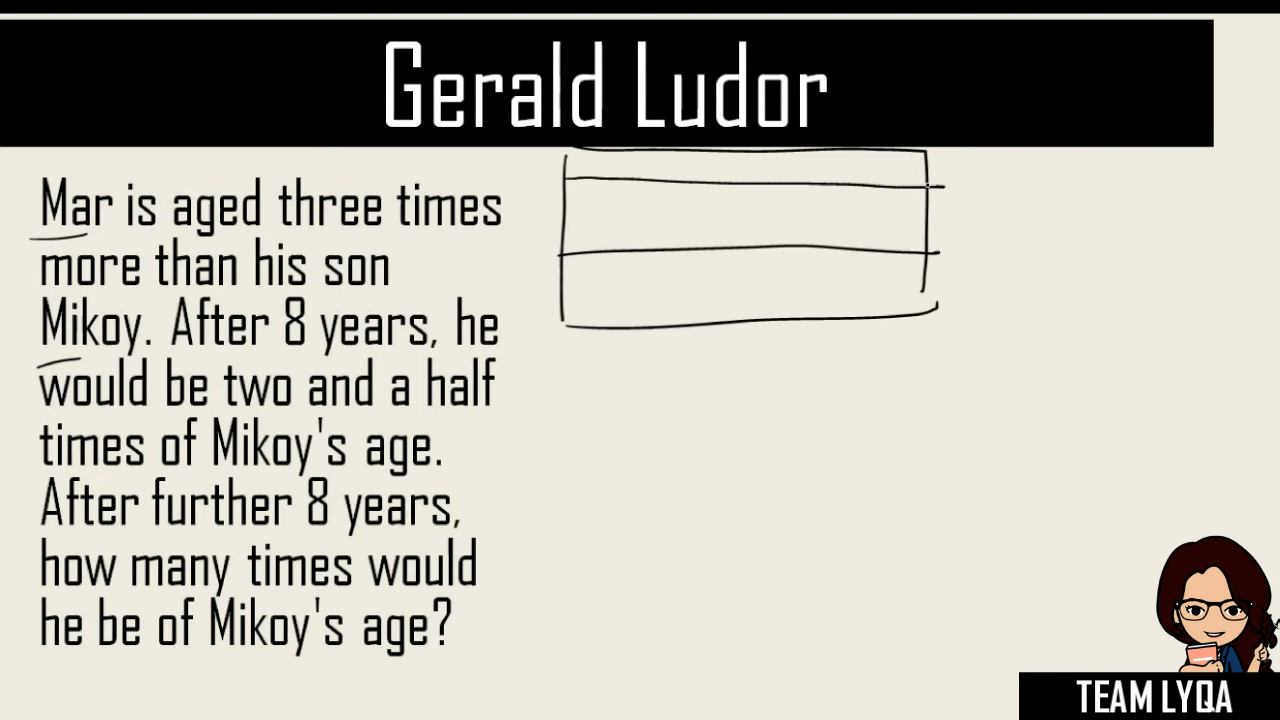 Gerald Ludor
Mar is aged three times
more than his son
Mikoy. After 8 years, he
would be two and a half
times of Mikoy's age.
After further 8 years,
how many times would
he be of Mikoy's age?
TEAM LYQA